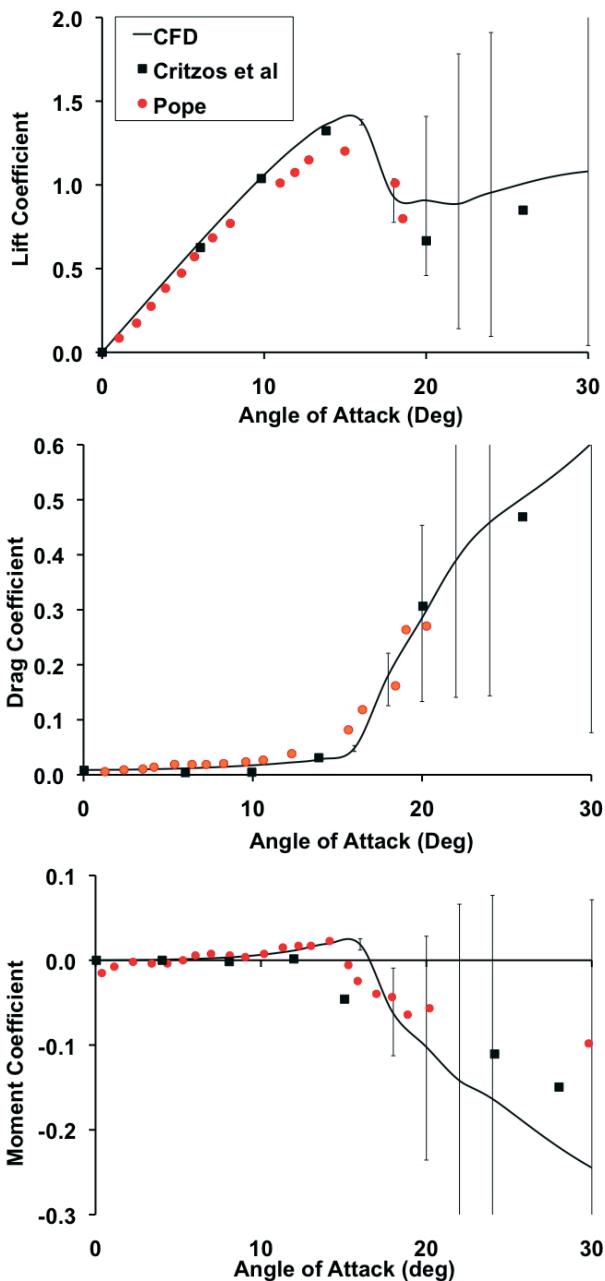 2.0
CFD
Critzos et al
Pope
1.5
1.0
0.5
0.0
Lift Coefficient
0 10 20 30
Angle of Attack (Deg)
0.6
0.5
0.4
0.3
0.2
0.1
0.0
Drag Coefficient
0 10 20 30
Angle of Attack (Deg)
0.1
0.0
-0.1
-0.2
-0.3
Moment Coefficient
0 10 20 30
Angle of Attack (deg)